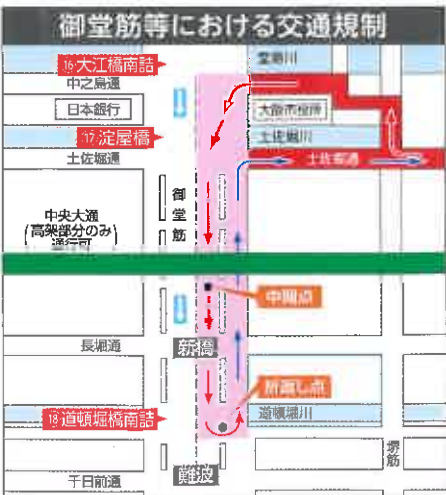 御堂筋等における交通規制
16 大江橋南詰
堂島川
中之島通
日本銀行
大阪市役所
17 淀屋橋
土佐堀川
土佐堀通
土佐堀通
御堂筋
中央大通
(高架部分のみ
通行可)
中間点
新橋
長堀通
折返し点
18 道頓堀橋南詰
道頓堀川
堺筋
難波
千日前通